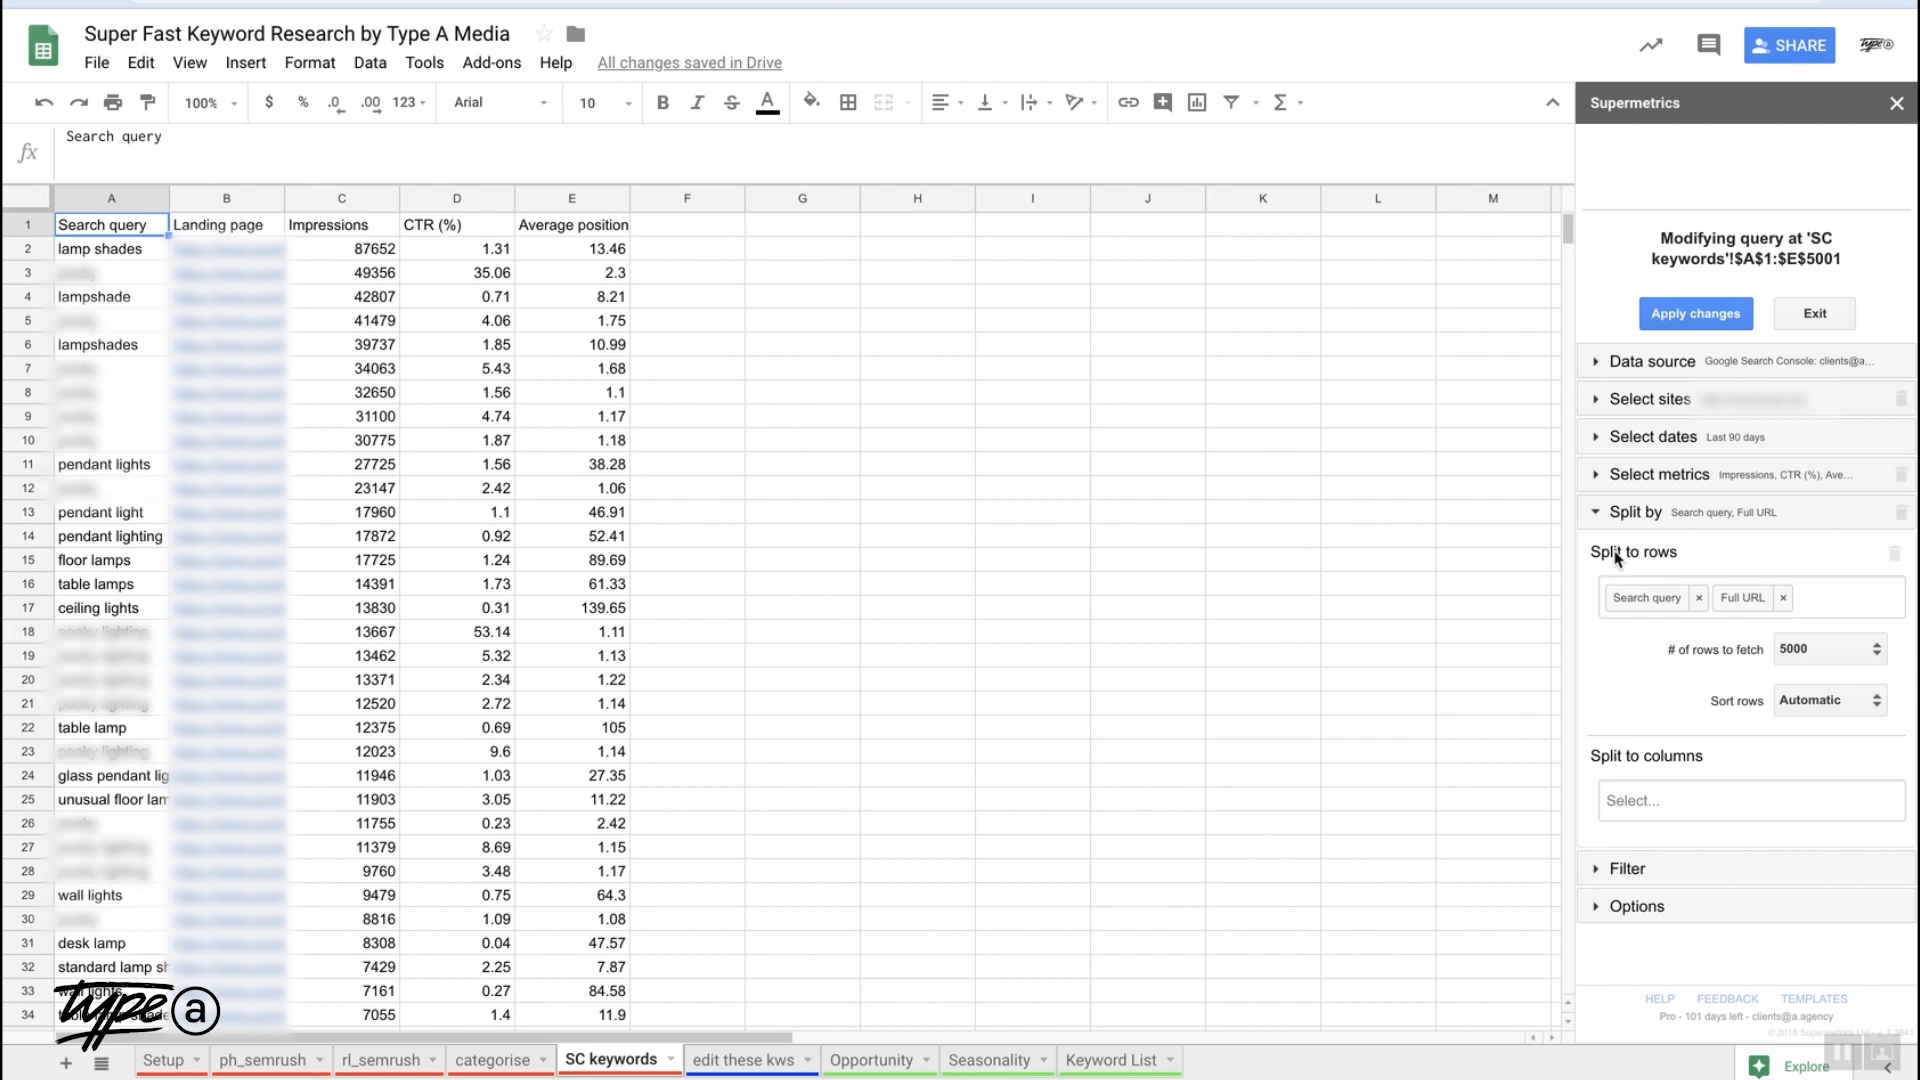 Super Fast Keyword Research by Type A Media
File Edit View Insert Format Data Tools Add-ons Help All changes saved in Drive
SHARE
100% $ % .0 .00 123 Arial 10 B I S A
Supermetrics
fx Search query
A B C D E F G H I J K L M
1 Search query Landing page Impressions CTR (%) Average position
2 lamp shades 87652 1.31 13.46
3 49356 35.06 2.3
4 lampshade 42807 0.71 8.21
5 41479 4.06 1.75
6 lampshades 39737 1.85 10.99
7 34063 5.43 1.68
8 32650 1.56 1.1
9 31100 4.74 1.17
10 30775 1.87 1.18
11 pendant lights 27725 1.56 38.28
12 23147 2.42 1.06
13 pendant light 17960 1.1 46.91
14 pendant lighting 17872 0.92 52.41
15 floor lamps 17725 1.24 89.69
16 table lamps 14391 1.73 61.33
17 ceiling lights 13830 0.31 139.65
18 13667 53.14 1.11
19 13462 5.32 1.13
20 13371 2.34 1.22
21 12520 2.72 1.14
22 table lamp 12375 0.69 105
23 12023 9.6 1.14
24 glass pendant lig 11946 1.03 27.35
25 unusual floor lam 11903 3.05 11.22
26 11755 0.23 2.42
27 11379 8.69 1.15
28 9760 3.48 1.17
29 wall lights 9479 0.75 64.3
30 8816 1.09 1.08
31 desk lamp 8308 0.04 47.57
32 standard lamp sh 7429 2.25 7.87
33 7161 0.27 84.58
34 7055 1.4 11.9
type a
Modifying query at 'SC
keywords'!$A$1:$E$5001
Apply changes Exit
Data source Google Search Console: clients@a...
Select sites
Select dates Last 90 days
Select metrics Impressions, CTR (%), Ave...
Split by Search query, Full URL
Split to rows
Search query × Full URL ×
# of rows to fetch 5000
Sort rows Automatic
Split to columns
Select...
Filter
Options
HELP FEEDBACK TEMPLATES
Pro - 101 days left - clients@a.agency
Setup ph_semrush rl_semrush categorise SC keywords edit these kws Opportunity Seasonality Keyword List
Explore